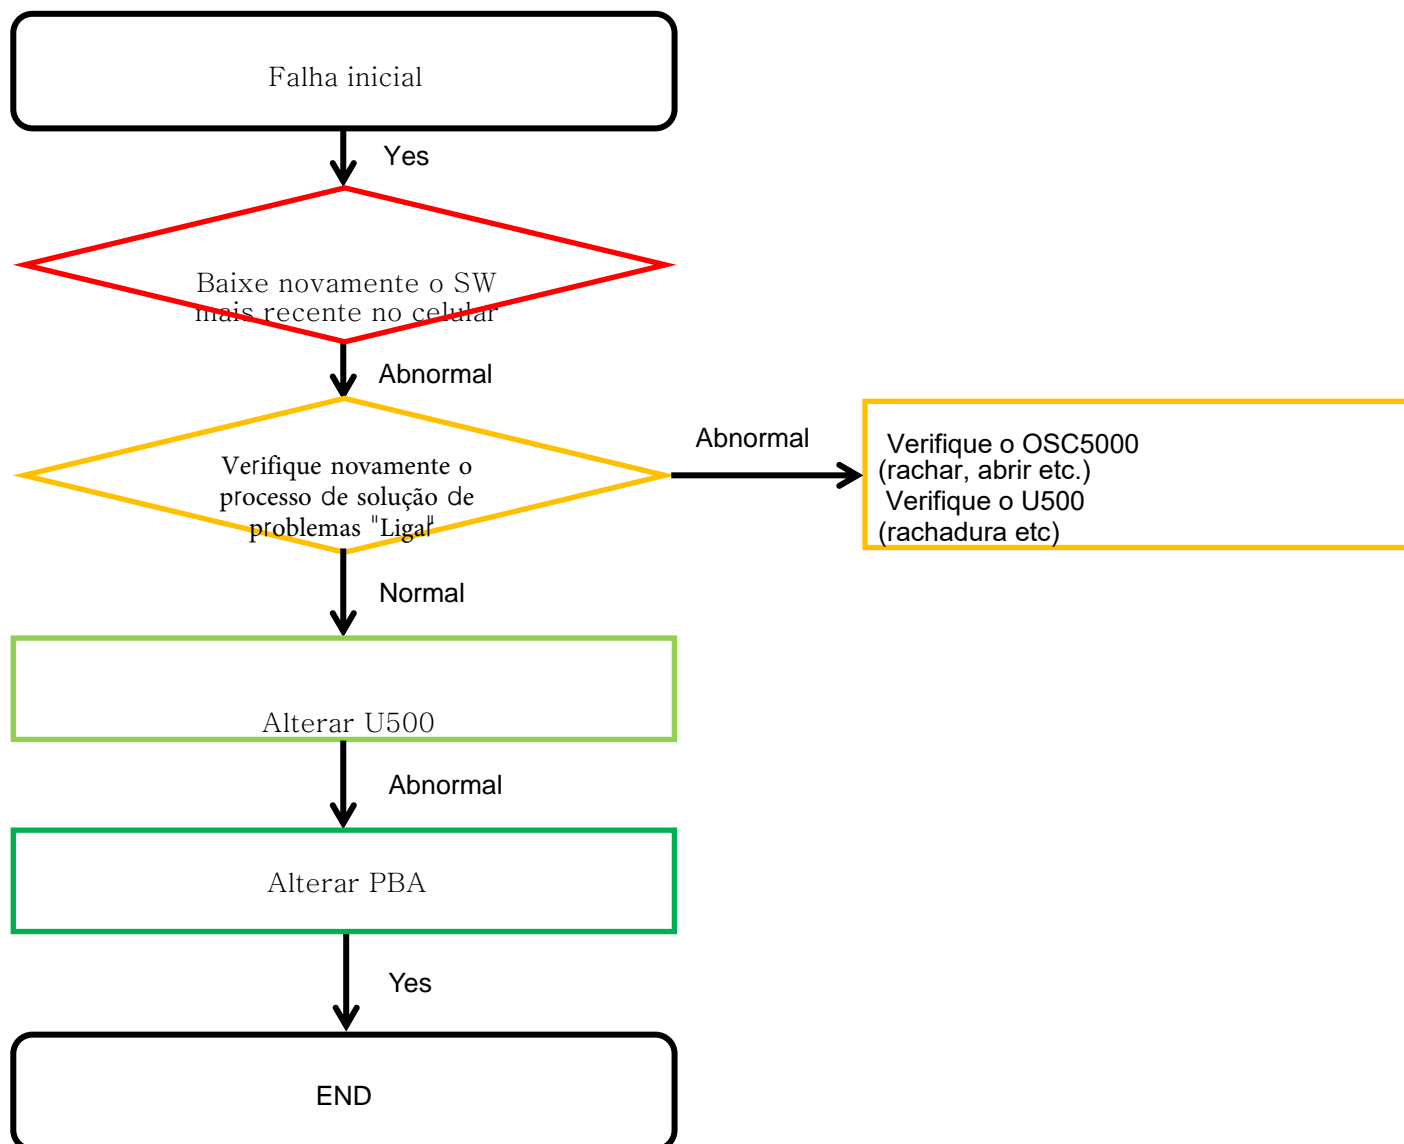 Falha inicial
Yes
Baixe novamente o SW
mais recente no celular
Abnormal
Verifique novamente o
processo de solução de
problemas "Ligar"
Abnormal
Verifique o OSC5000
(rachar, abrir etc.)
Verifique o U500
(rachadura etc)
Normal
Alterar U500
Abnormal
Alterar PBA
Yes
END